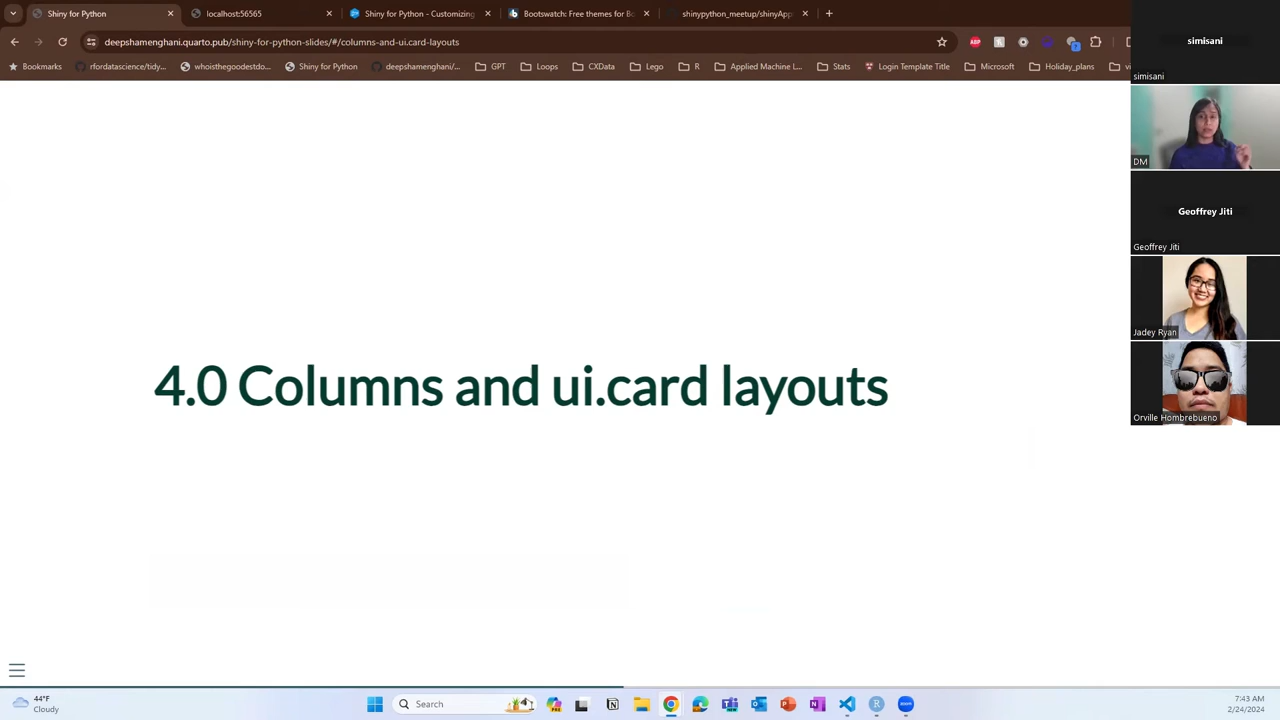 Shiny for Python
localhost:56565
Shiny for Python - Customizing
Bootswatch: Free themes for Bo
shinypython_meetup/shinyApp
deepshamenghani.quarto.pub/shiny-for-python-slides/#/columns-and-ui.card-layouts
Bookmarks
rfordatascience/tidy...
whoisthegoodestdo...
Shiny for Python
deepshamenghani/...
GPT
Loops
CXData
Lego
R
Applied Machine L...
Stats
Login Template Title
Microsoft
Holiday_plans
vi
simisani
simisani
DM
Geoffrey Jiti
Geoffrey Jiti
Jadey Ryan
Orville Hombrebueno
4.0 Columns and ui.card layouts
44°F
Cloudy
Search
7:43 AM
2/24/2024